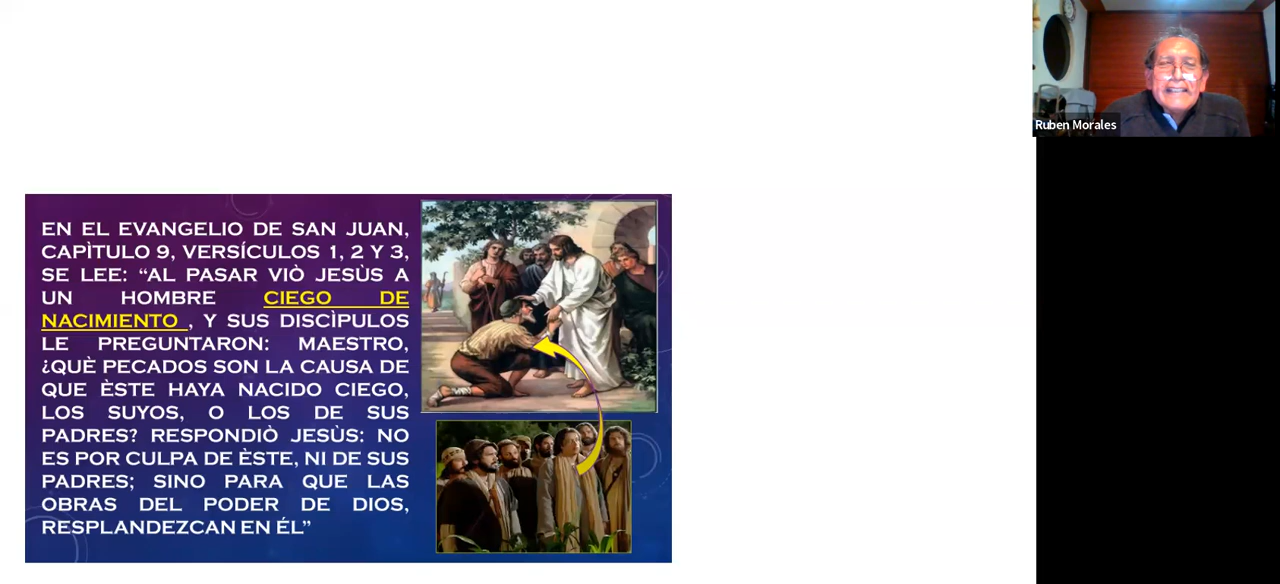 EN EL EVANGELIO DE SAN JUAN,
CAPÌTULO 9, VERSÍCULOS 1, 2 Y 3,
SE LEE: “AL PASAR VIÒ JESÙS A
UN HOMBRE CIEGO DE
NACIMIENTO , Y SUS DISCÌPULOS
LE PREGUNTARON: MAESTRO,
¿QUÈ PECADOS SON LA CAUSA DE
QUE ÈSTE HAYA NACIDO CIEGO,
LOS SUYOS, O LOS DE SUS
PADRES? RESPONDIÒ JESÙS: NO
ES POR CULPA DE ÈSTE, NI DE SUS
PADRES; SINO PARA QUE LAS
OBRAS DEL PODER DE DIOS,
RESPLANDEZCAN EN ÉL”
Ruben Morales